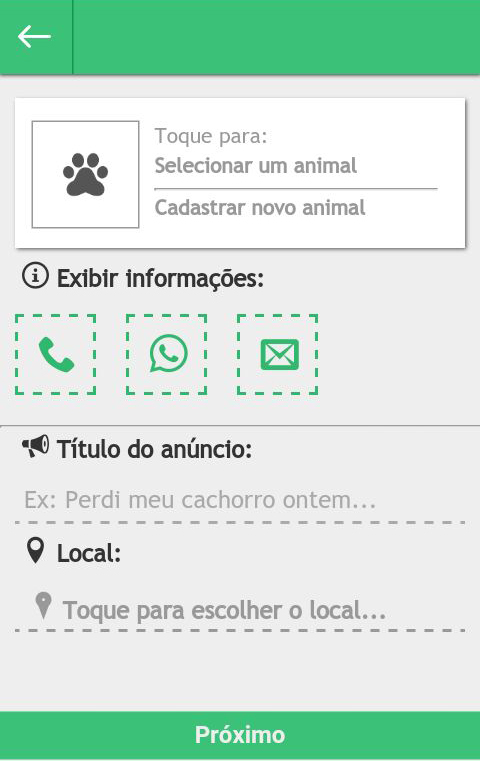 Toque para:
Selecionar um animal
Cadastrar novo animal
Exibir informações:
Título do anúncio:
Ex: Perdi meu cachorro ontem...
Local:
Toque para escolher o local...
Próximo